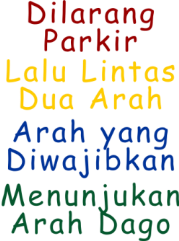 Dilarang
Parkir
Lalu Lintas
Dua Arah
Arah yang
Diwajibkan
Menunjukan
Arah Dago